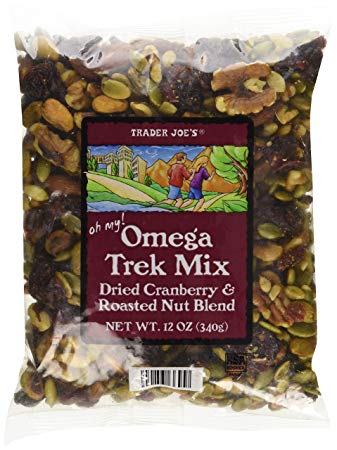 TRADER JOE'S®
oh my!
Omega
Trek Mix
Dried Cranberry &
Roasted Nut Blend
NET WT. 12 OZ (340g)